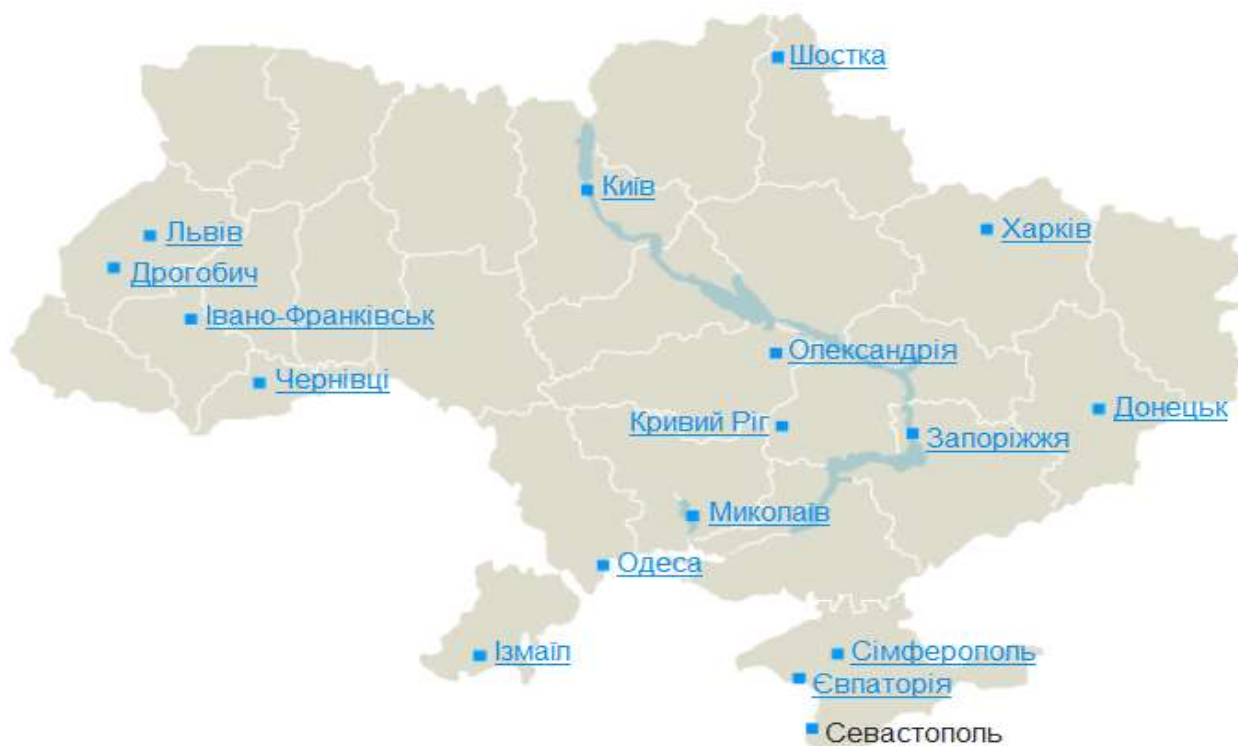 Шостка
Київ
Львів
Харків
Дрогобич
Івано-Франківськ
Олександрія
Чернівці
Донецьк
Кривий Ріг
Запоріжжя
Миколаїв
Одеса
Ізмаїл
Сімферополь
Євпаторія
Севастополь